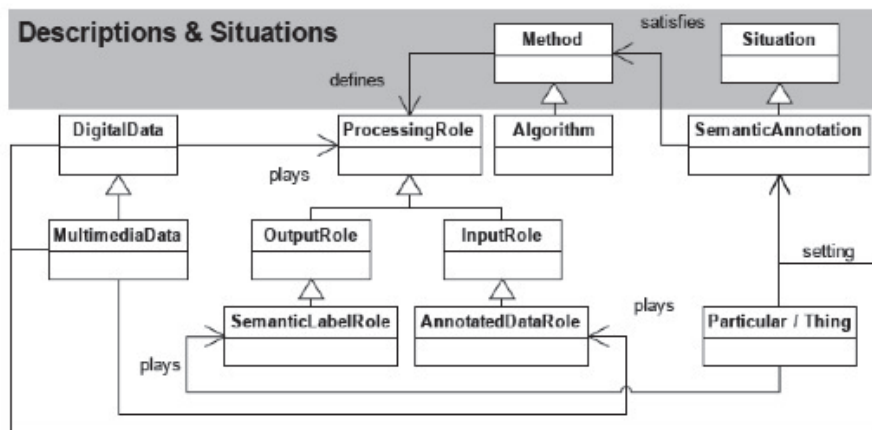 Descriptions & Situations
Method
satisfies
Situation
defines
DigitalData
ProcessingRole
Algorithm
SemanticAnnotation
plays
MultimediaData
OutputRole
InputRole
setting
SemanticLabelRole
AnnotatedDataRole
plays
Particular / Thing
plays